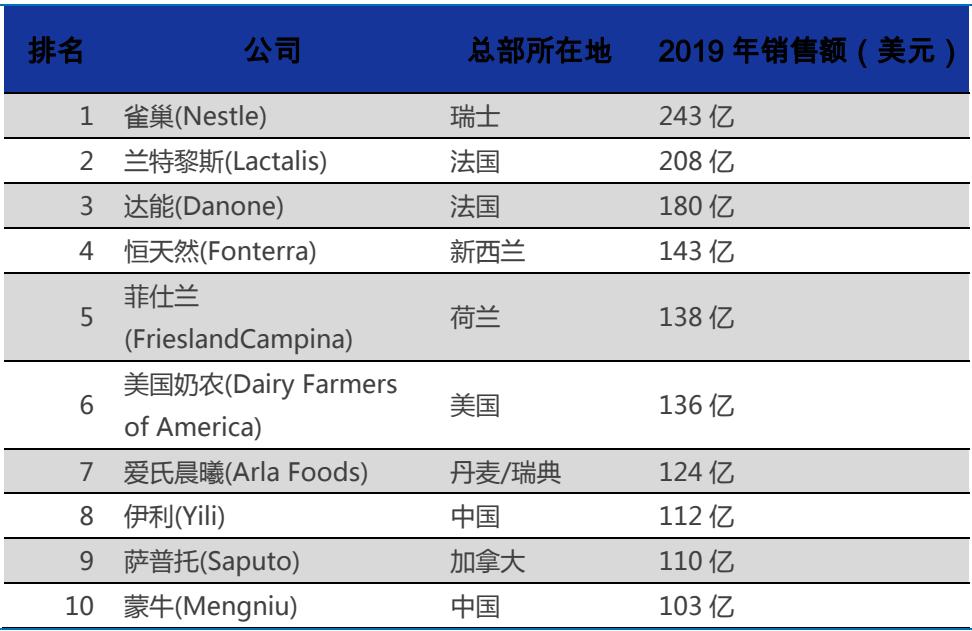 排名 公司 总部所在地 2019 年销售额（美元）
1 雀巢(Nestle) 瑞士 243 亿
2 兰特黎斯(Lactalis) 法国 208 亿
3 达能(Danone) 法国 180 亿
4 恒天然(Fonterra) 新西兰 143 亿
5 菲仕兰
(FrieslandCampina) 荷兰 138 亿
6 美国奶农(Dairy Farmers
of America) 美国 136 亿
7 爱氏晨曦(Arla Foods) 丹麦/瑞典 124 亿
8 伊利(Yili) 中国 112 亿
9 萨普托(Saputo) 加拿大 110 亿
10 蒙牛(Mengniu) 中国 103 亿